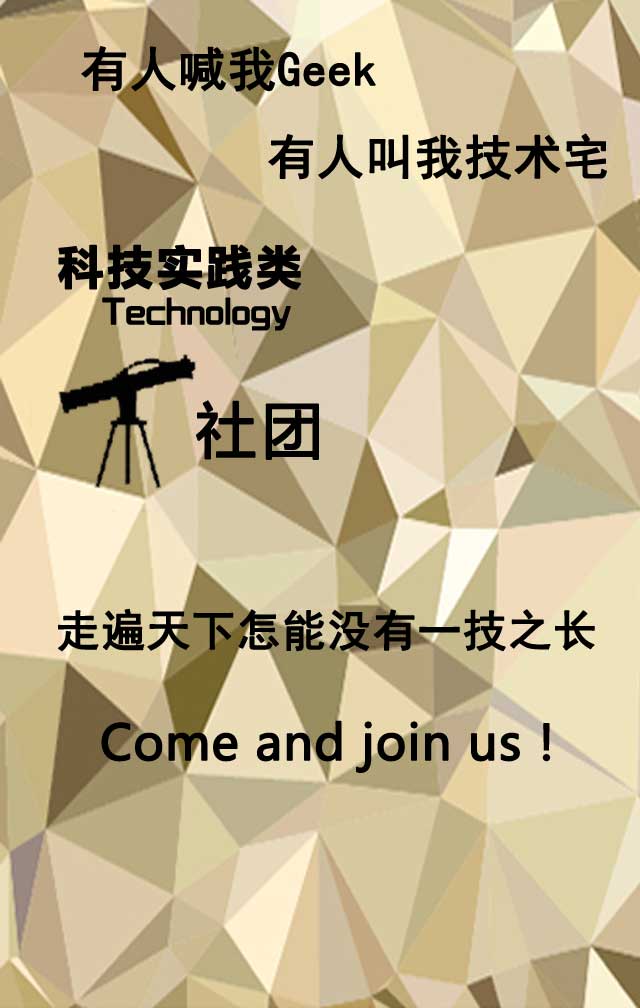 有人喊我Geek
有人叫我技术宅
科技实践类
Technology
社团
走遍天下怎能没有一技之长
Come and join us !